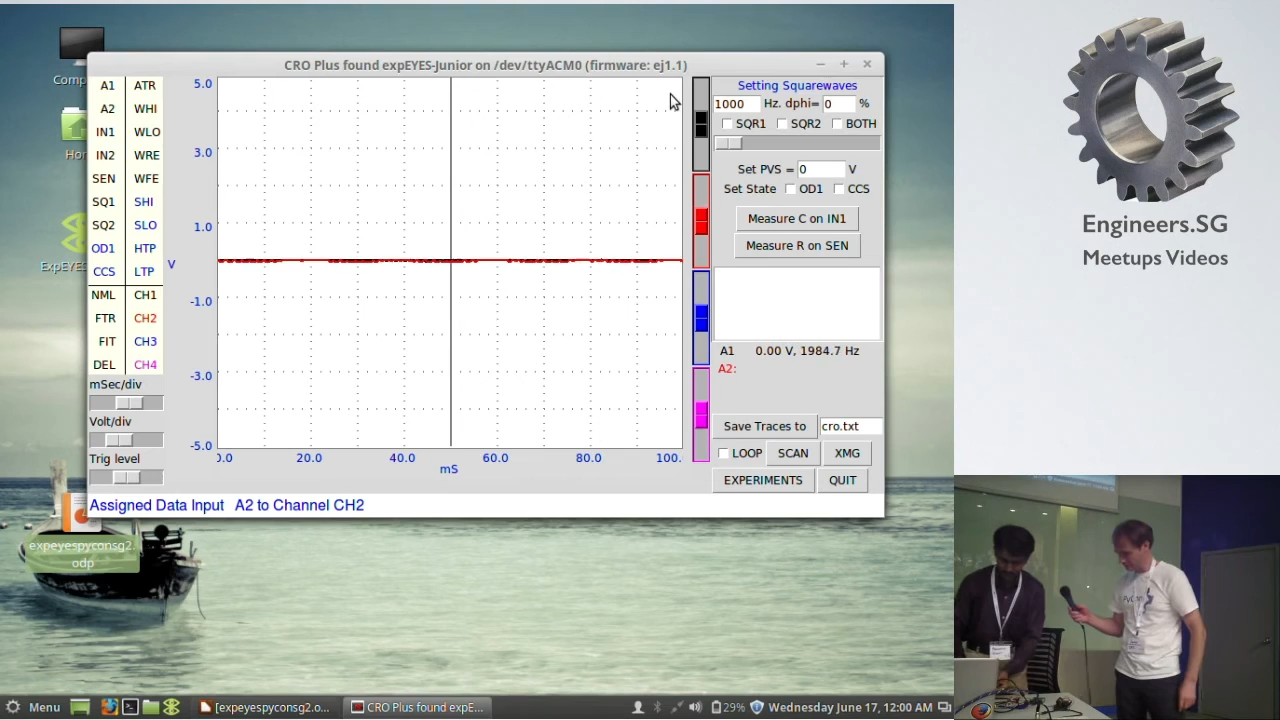 Comp
Hor
ExpEYES
expeyespyconsg2.
odp
CRO Plus found expEYES-Junior on /dev/ttyACM0 (firmware: ej1.1)
A1 ATR
A2 WHI
IN1 WLO
IN2 WRE
SEN WFE
SQ1 SHI
SQ2 SLO
OD1 HTP
CCS LTP
NML CH1
FTR CH2
FIT CH3
DEL CH4
mSec/div
Volt/div
Trig level
5.0
3.0
1.0
V
-1.0
-3.0
-5.0
0.0 20.0 40.0 60.0 80.0 100.
mS
Setting Squarewaves
1000 Hz. dphi= 0 %
SQR1 SQR2 BOTH
Set PVS = 0 V
Set State OD1 CCS
Measure C on IN1
Measure R on SEN
A1 0.00 V, 1984.7 Hz
A2:
Save Traces to cro.txt
LOOP SCAN XMG
EXPERIMENTS QUIT
Assigned Data Input A2 to Channel CH2
Menu [expeyespyconsg2.o... CRO Plus found expE... 29% Wednesday June 17, 12:00 AM
Engineers.SG
Meetups Videos